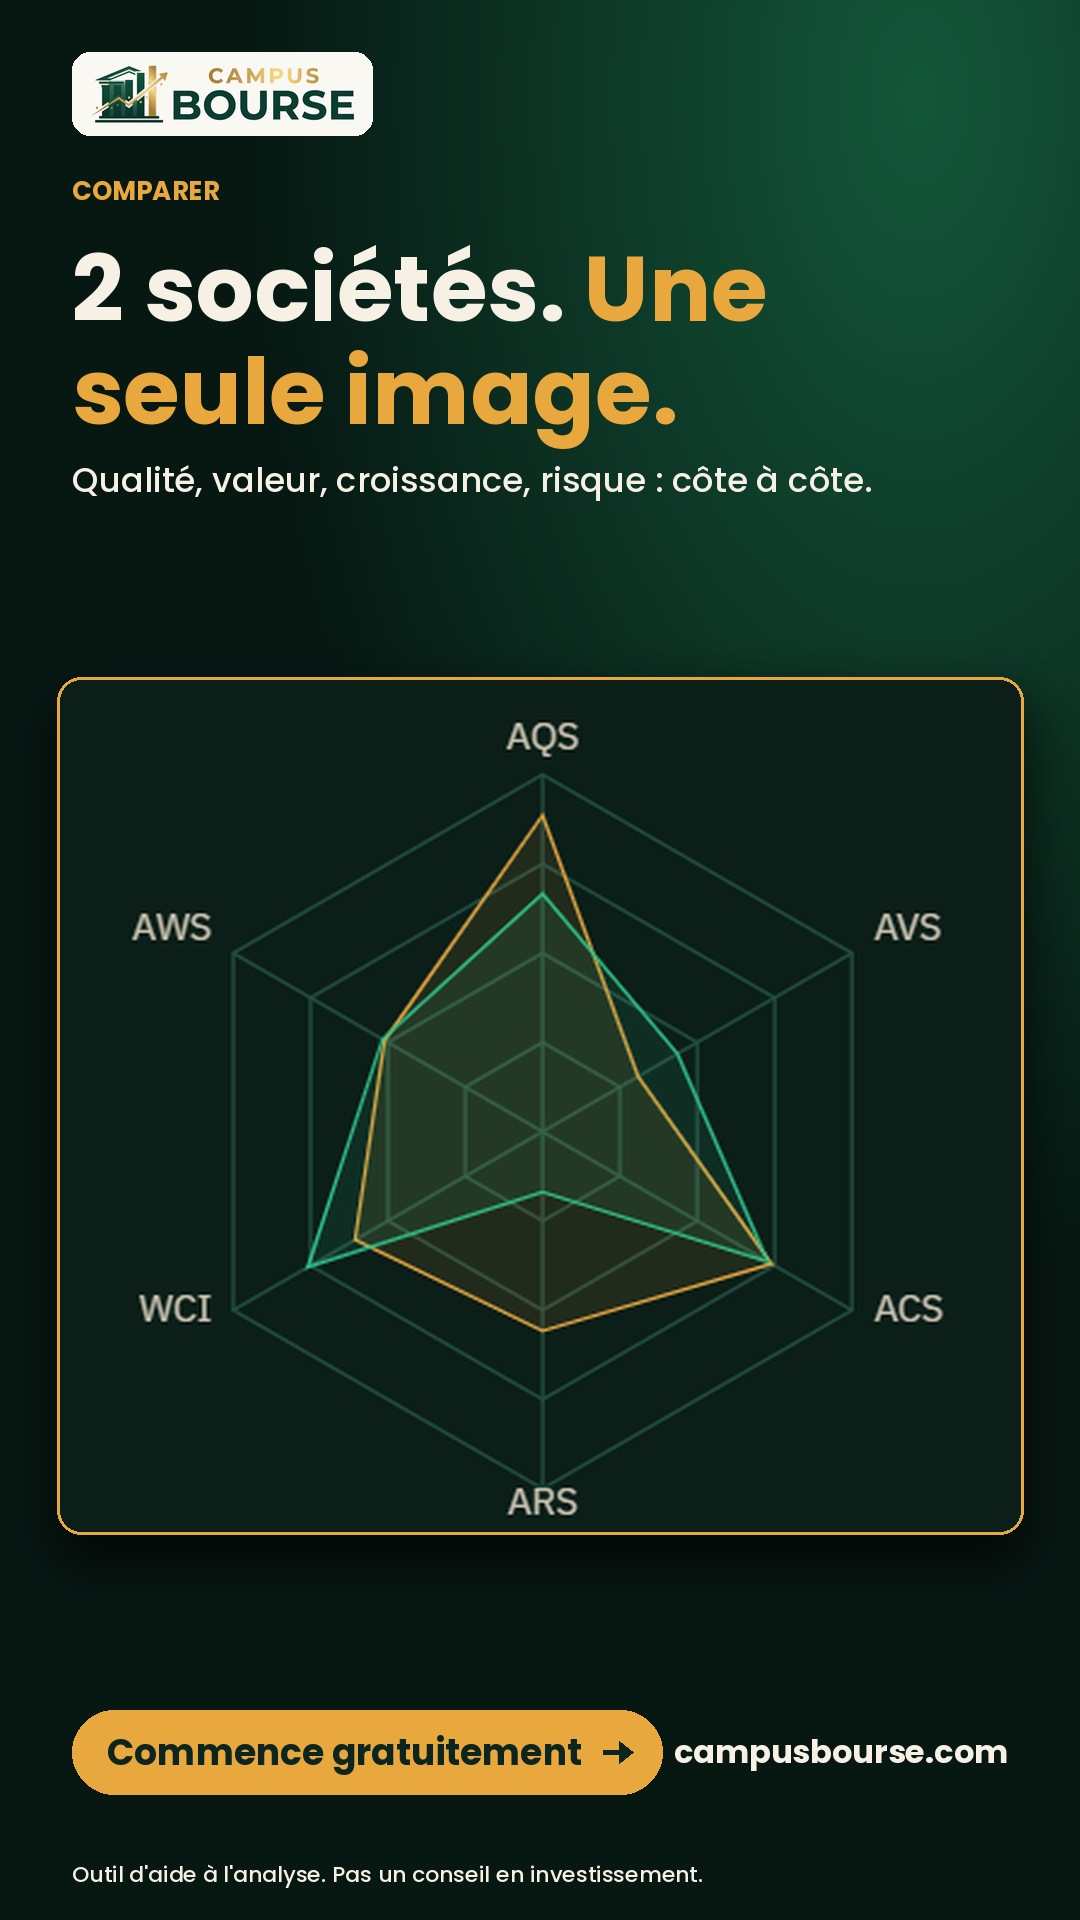 CAMPUS
BOURSE
COMPARER
2 sociétés. Une
seule image.
Qualité, valeur, croissance, risque : côte à côte.
AQS
AWS
AVS
WCI
ACS
ARS
Commence gratuitement → campusbourse.com
Outil d'aide à l'analyse. Pas un conseil en investissement.